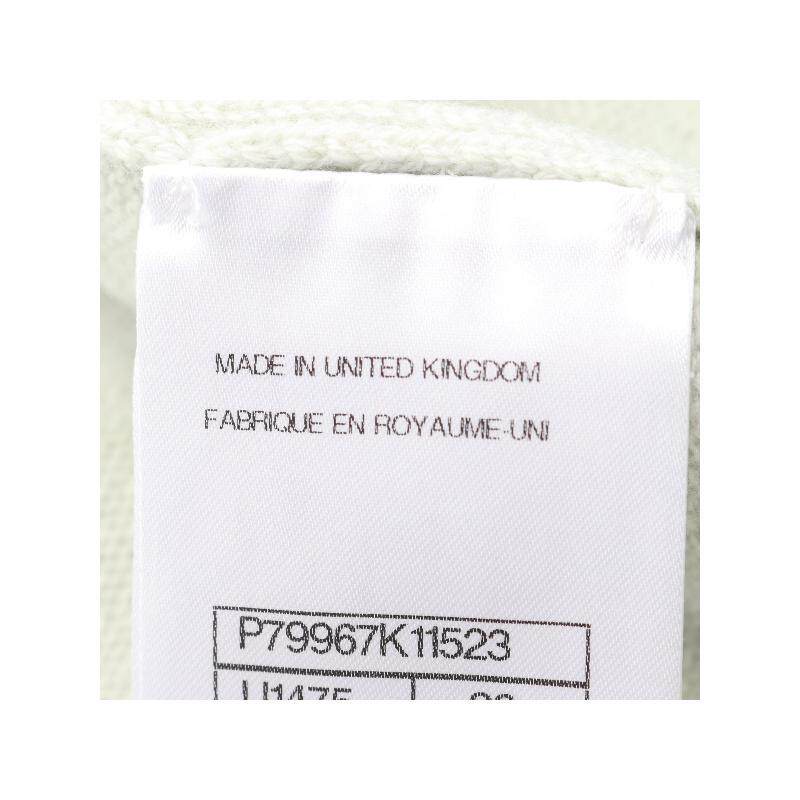 MADE IN UNITED KINGDOM
FABRIQUE EN ROYAUME-UNI
P79967K11523